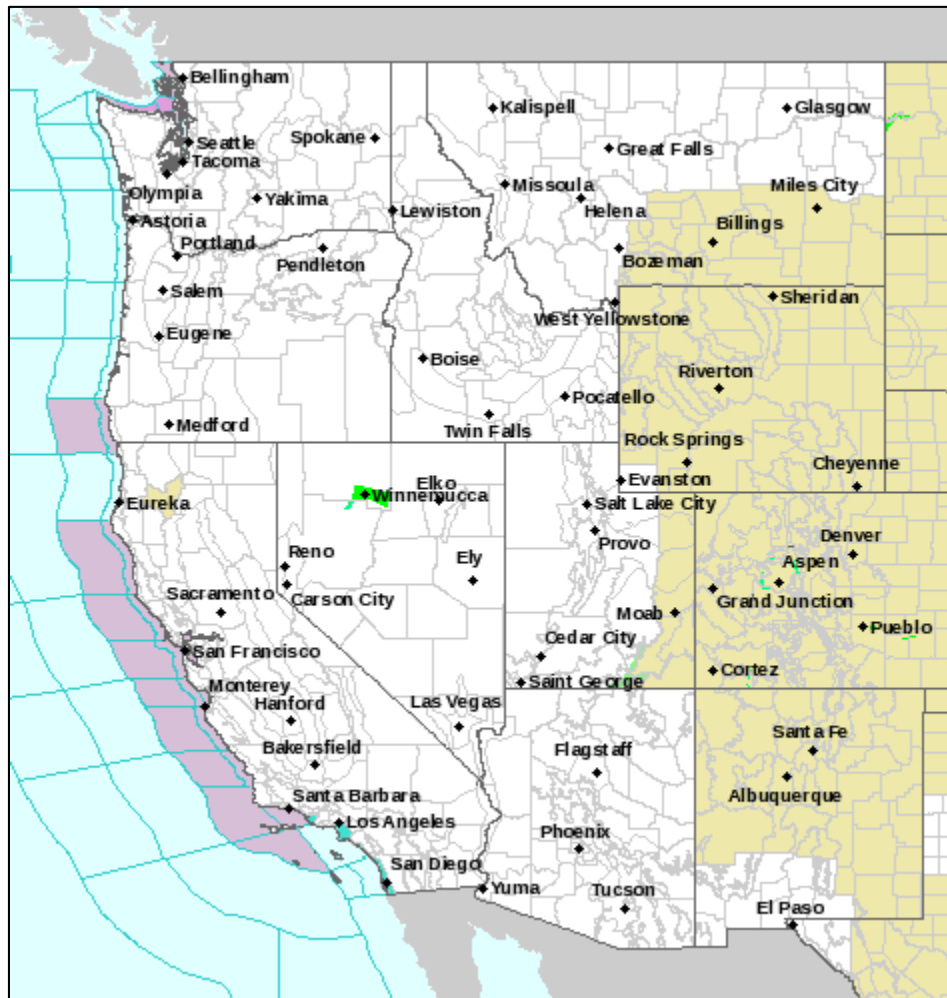 Bellingham
Kalispell
Glasgow
Spokane
Seattle
Great Falls
Tacoma
Missoula
Miles City
Olympia
Yakima
Helena
Lewiston
Astoria
Billings
Portland
Bozeman
Pendleton
Salem
Sheridan
West Yellowstone
Eugene
Boise
Riverton
Pocatello
Medford
Twin Falls
Rock Springs
Cheyenne
Evanston
Elko
Winnemucca
Eureka
Salt Lake City
Denver
Provo
Reno
Ely
Aspen
Sacramento
Carson City
Grand Junction
Moab
Pueblo
Cedar City
San Francisco
Cortez
Saint George
Monterey
Hanford
Las Vegas
Santa Fe
Bakersfield
Flagstaff
Albuquerque
Santa Barbara
Los Angeles
Phoenix
San Diego
Yuma
Tucson
El Paso